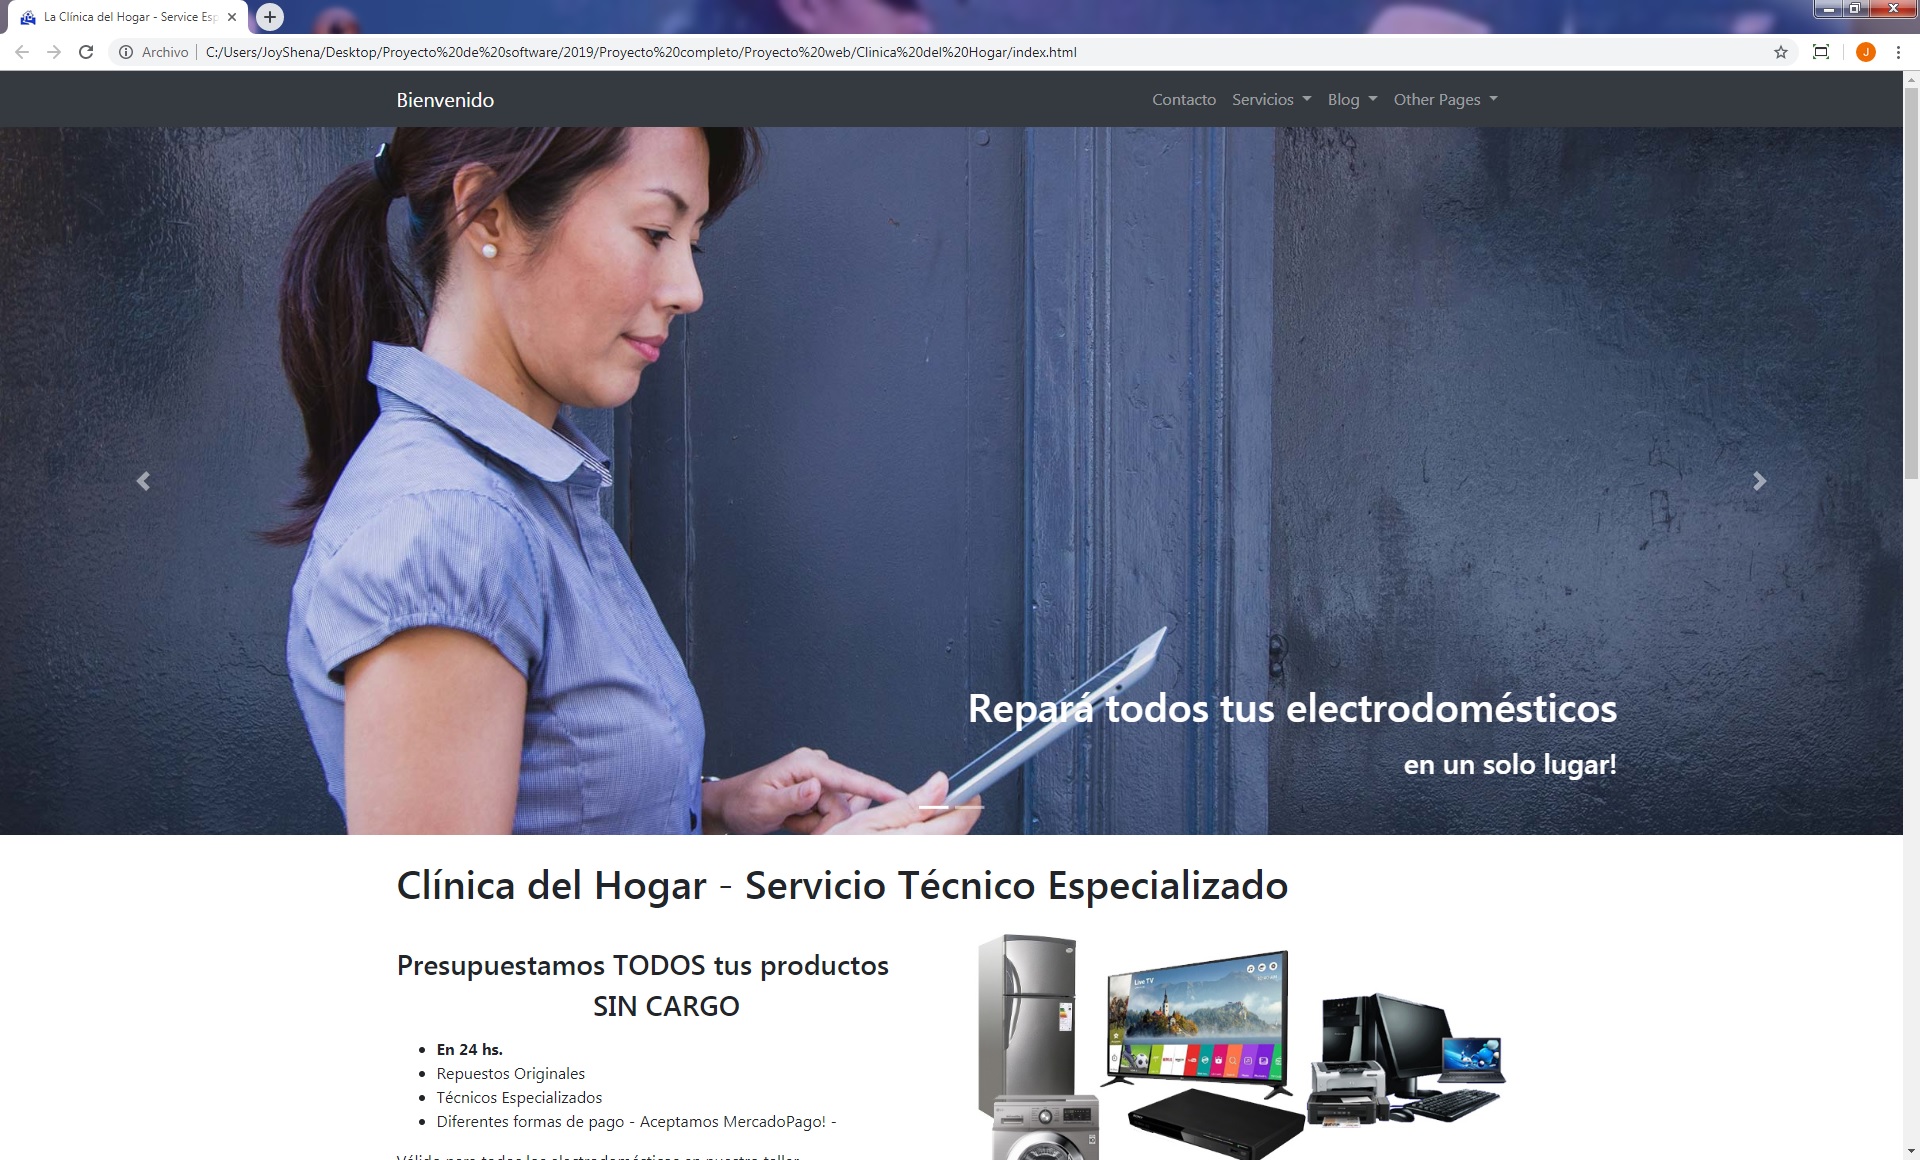 La Clínica del Hogar - Service Esp
Archivo
C:/Users/JoyShena/Desktop/Proyecto%20de%20software/2019/Proyecto%20completo/Proyecto%20web/Clinica%20del%20Hogar/index.html
J
Bienvenido
Contacto Servicios Blog Other Pages
Repará todos tus electrodomésticos
en un solo lugar!
Clínica del Hogar - Servicio Técnico Especializado
Presupuestamos TODOS tus productos
SIN CARGO
En 24 hs.
Repuestos Originales
Técnicos Especializados
Diferentes formas de pago - Aceptamos MercadoPago! -
Live TV